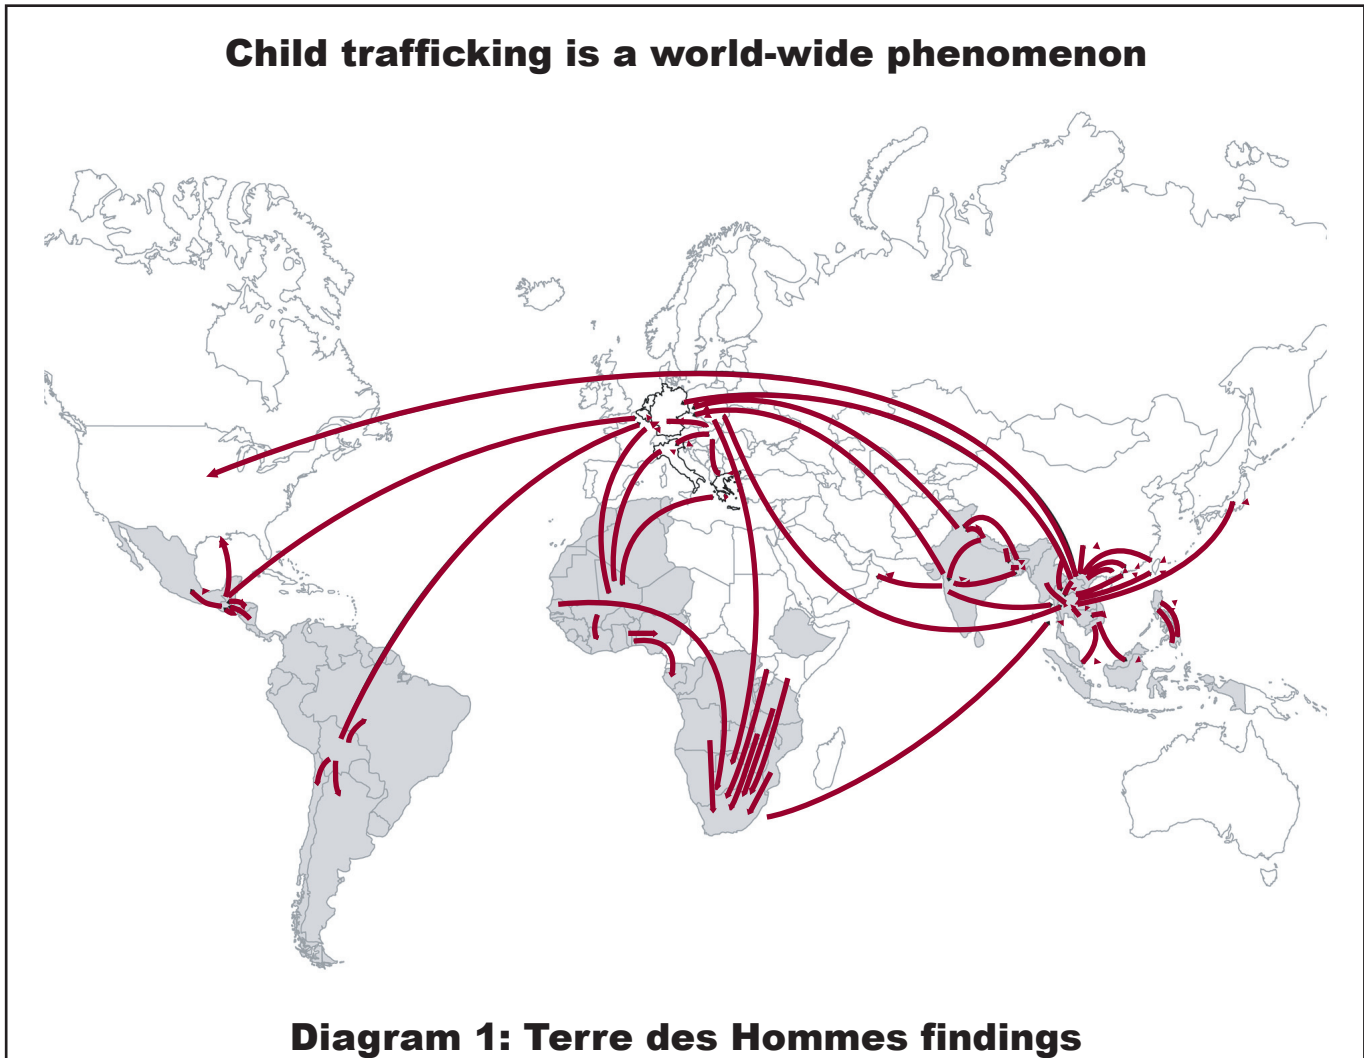 Child trafficking is a world-wide phenomenon
Diagram 1: Terre des Hommes findings